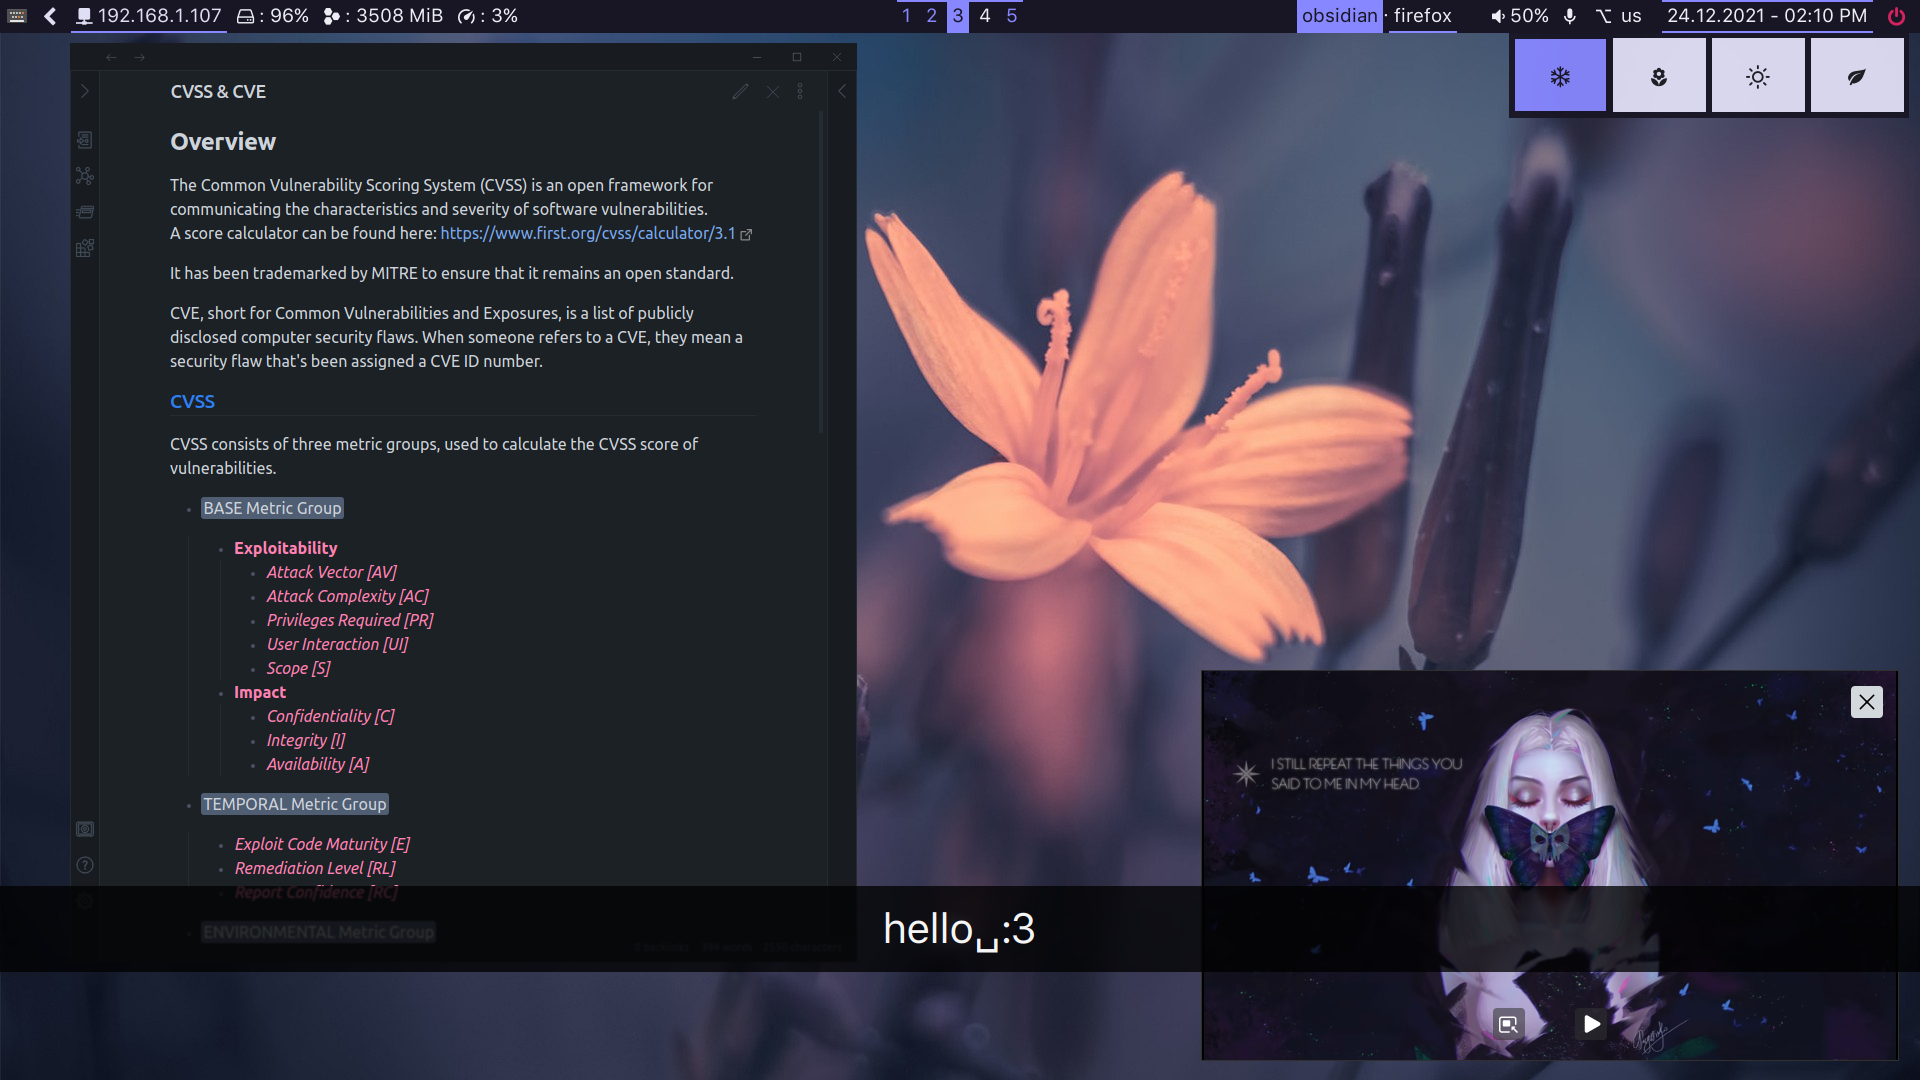 192.168.1.107 : 96% : 3508 MiB : 3% 1 2 3 4 5 obsidian · firefox 50% us 24.12.2021 - 02:10 PM
CVSS & CVE
Overview
The Common Vulnerability Scoring System (CVSS) is an open framework for
communicating the characteristics and severity of software vulnerabilities.
A score calculator can be found here: https://www.first.org/cvss/calculator/3.1
It has been trademarked by MITRE to ensure that it remains an open standard.
CVE, short for Common Vulnerabilities and Exposures, is a list of publicly
disclosed computer security flaws. When someone refers to a CVE, they mean a
security flaw that's been assigned a CVE ID number.
CVSS
CVSS consists of three metric groups, used to calculate the CVSS score of
vulnerabilities.
BASE Metric Group
Exploitability
Attack Vector [AV]
Attack Complexity [AC]
Privileges Required [PR]
User Interaction [UI]
Scope [S]
Impact
Confidentiality [C]
Integrity [I]
Availability [A]
TEMPORAL Metric Group
Exploit Code Maturity [E]
Remediation Level [RL]
Report Confidence [RC]
ENVIRONMENTAL Metric Group
I STILL REPEAT THE THINGS YOU
SAID TO ME IN MY HEAD
hello␣:3